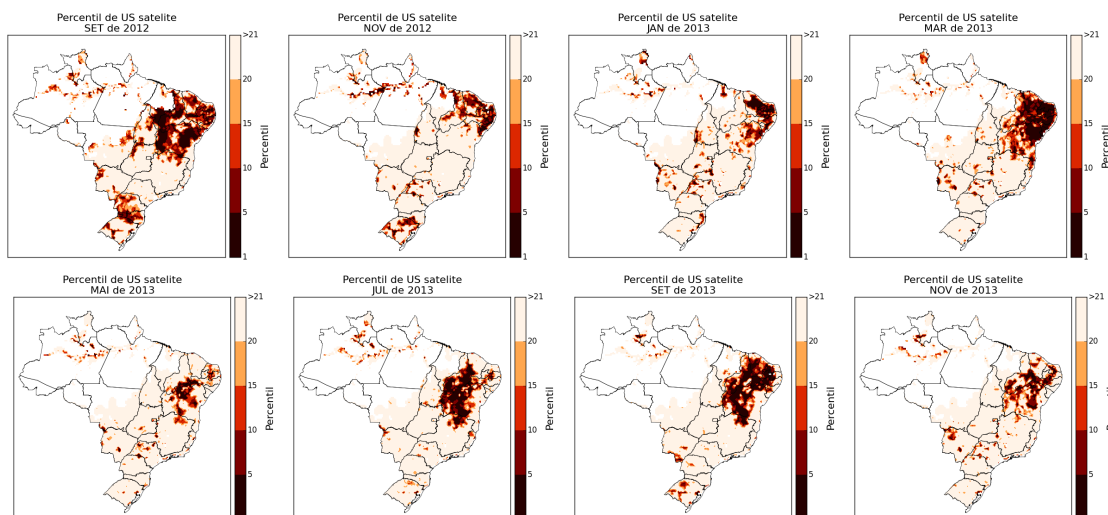 Percentil de US satelite
SET de 2012
>21
20
15
10
5
1
Percentil
Percentil de US satelite
NOV de 2012
>21
20
15
10
5
1
Percentil
Percentil de US satelite
JAN de 2013
>21
20
15
10
5
1
Percentil
Percentil de US satelite
MAR de 2013
>21
20
15
10
5
1
Percentil
Percentil de US satelite
MAI de 2013
>21
20
15
10
5
Percentil
Percentil de US satelite
JUL de 2013
>21
20
15
10
5
Percentil
Percentil de US satelite
SET de 2013
>21
20
15
10
5
Percentil
Percentil de US satelite
NOV de 2013
>21
20
15
10
5
Percentil